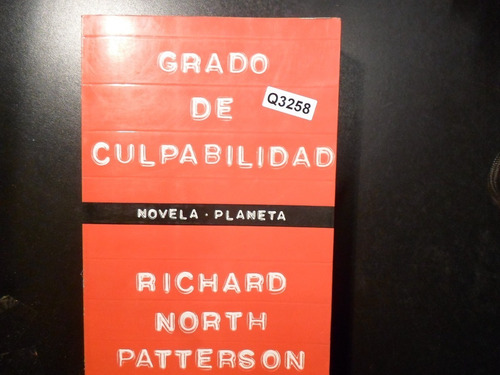 GRADO
DE
Q3258
CULPABILIDAD
NOVELA · PLANETA
RICHARD
NORTH
PATTERSON